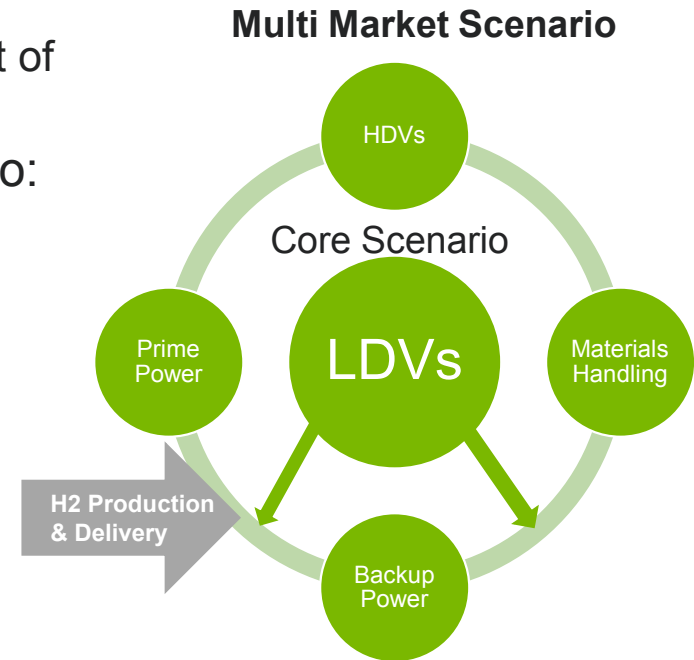 Multi Market Scenario
t of
o:
HDVs
Core Scenario
LDVs
Prime
Power
Materials
Handling
H2 Production
& Delivery
Backup
Power